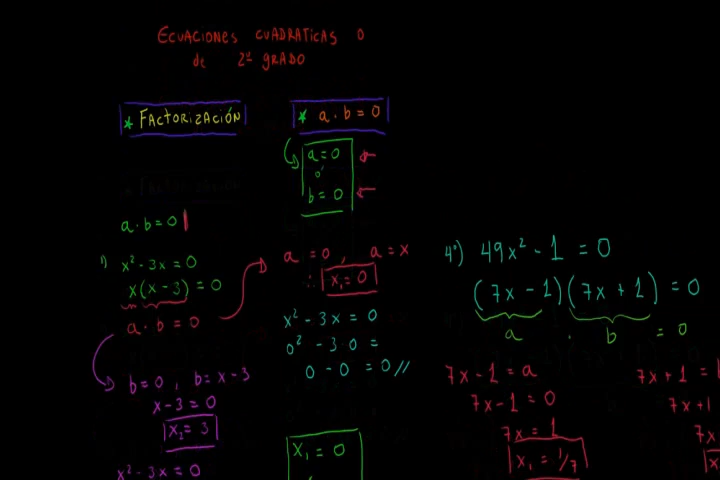 ECUACIONES CUADRATICAS O
de 2º GRADO
* FACTORIZACIÓN
* a · b = 0
a = 0
o'
b = 0
a · b = 0
1) x² - 3x = 0
x(x - 3) = 0
a · b = 0
b = 0 , b = x - 3
x - 3 = 0
x₂ = 3
x² - 3x = 0
a = 0 , a = x
∴ x₁ = 0
x² - 3x = 0
0² - 3·0 =
0 - 0 = 0 //
x₁ = 0
4º) 49x² - 1 = 0
(7x - 1)(7x + 1) = 0
a · b = 0
7x - 1 = a
7x - 1 = 0
7x = 1
x₁ = 1/7
7x + 1 =
7x + 1
7x
x